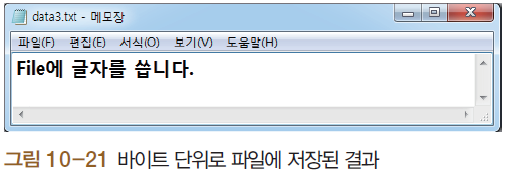 data3.txt - 메모장
파일(F) 편집(E) 서식(O) 보기(V) 도움말(H)
File에 글자를 씁니다.
그림 10-21 바이트 단위로 파일에 저장된 결과